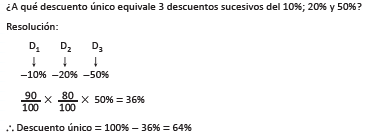 ¿A qué descuento único equivale 3 descuentos sucesivos del 10%; 20% y 50%?
Resolución:
D₁ D₂ D₃
↓ ↓ ↓
−10% −20% −50%
90/100 × 80/100 × 50% = 36%
∴ Descuento único = 100% − 36% = 64%